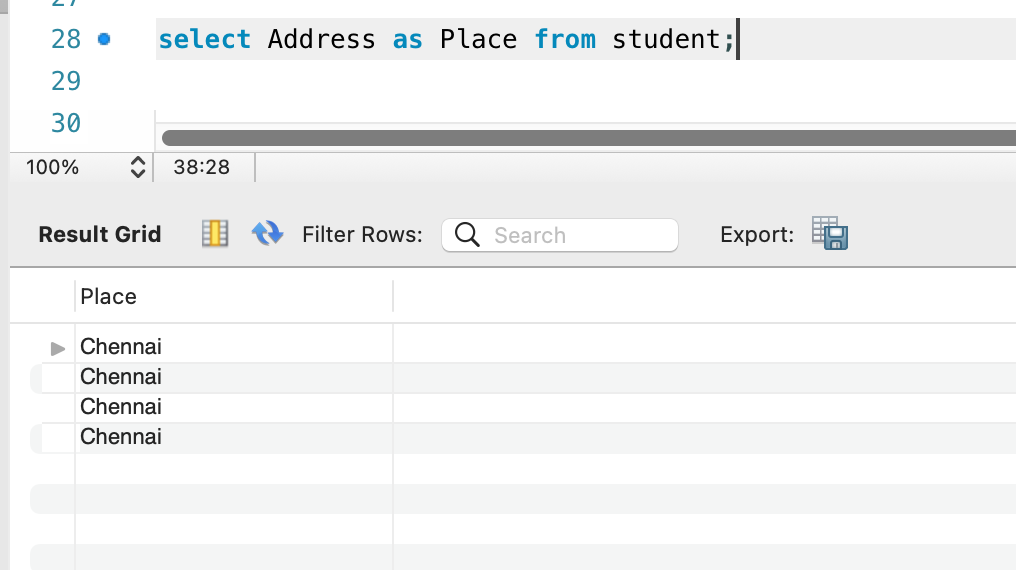 27
28 select Address as Place from student;
29
30
100% 38:28
Result Grid Filter Rows: Search Export:
Place
Chennai
Chennai
Chennai
Chennai